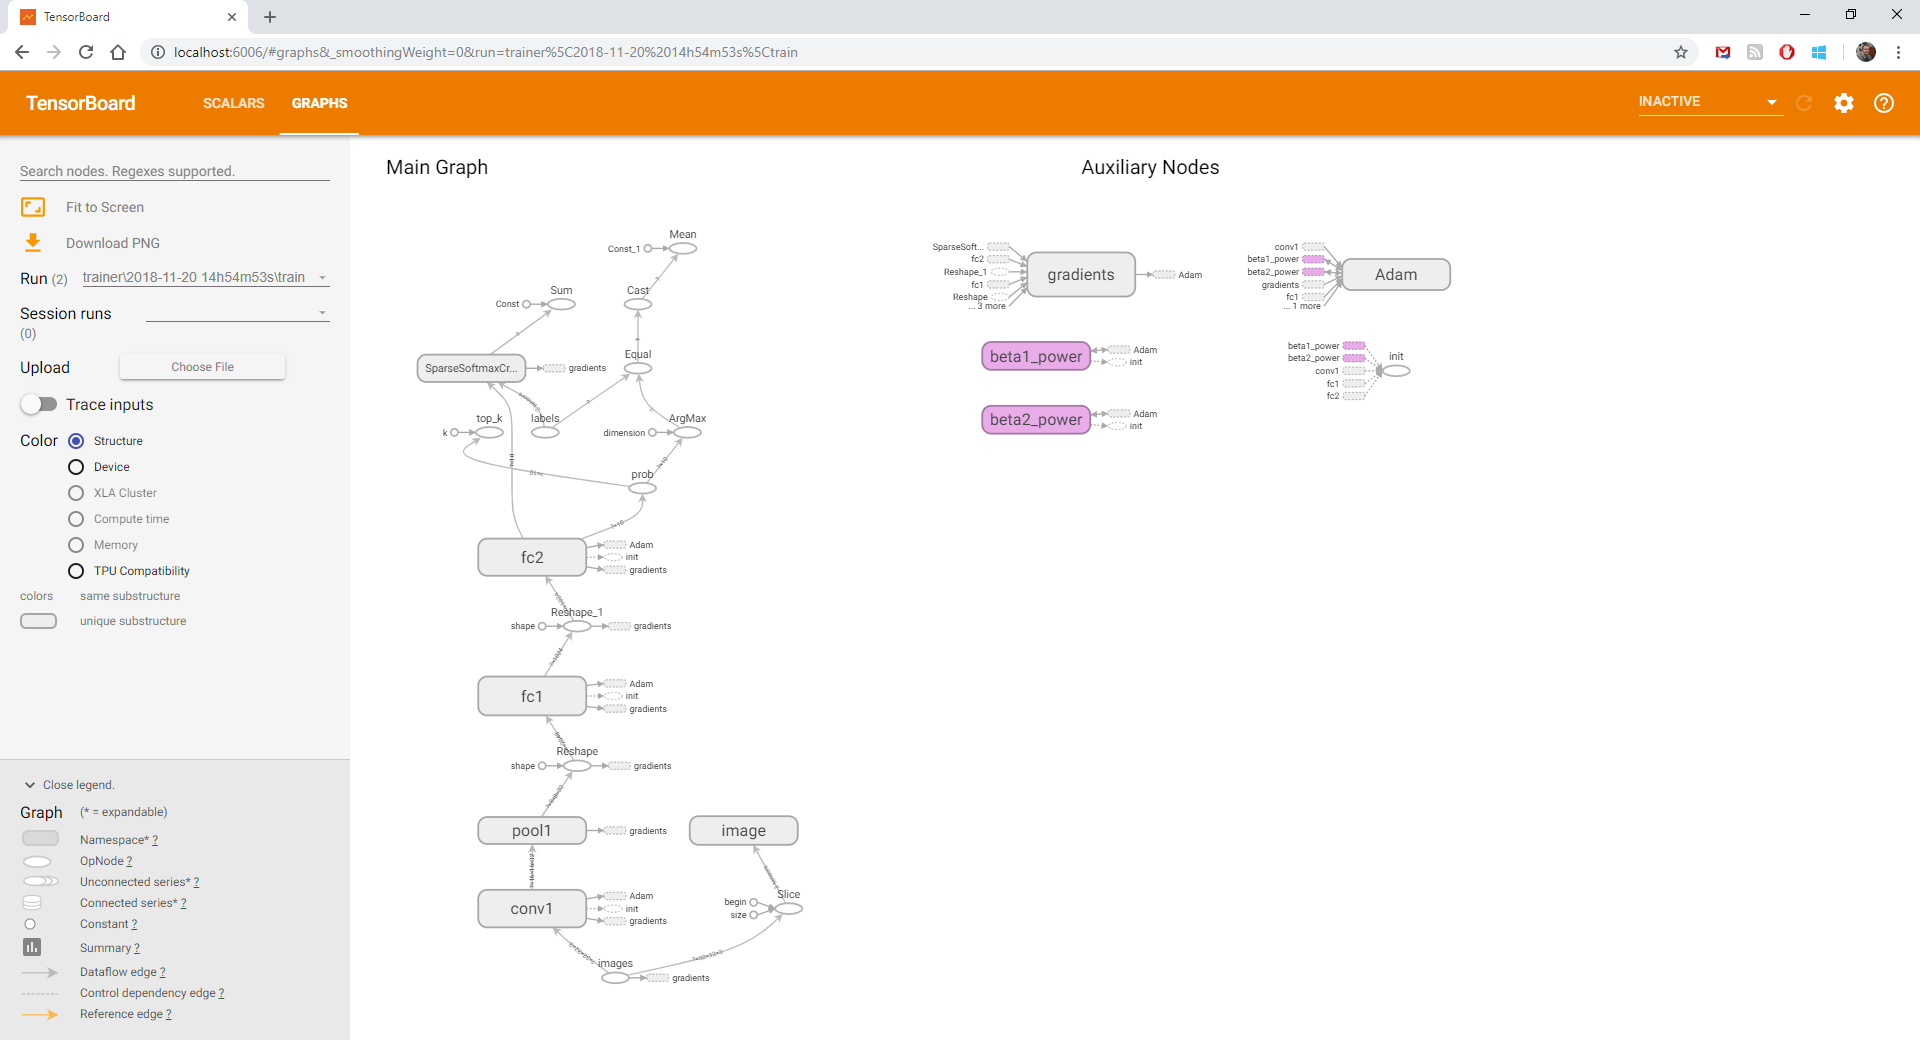 TensorBoard
localhost:6006/#graphs&_smoothingWeight=0&run=trainer%5C2018-11-20%2014h54m53s%5Ctrain
TensorBoard
SCALARS
GRAPHS
INACTIVE
Search nodes. Regexes supported.
Fit to Screen
Download PNG
Run (2)
trainer\2018-11-20 14h54m53s\train
Session runs
(0)
Upload
Choose File
Trace inputs
Color
Structure
Device
XLA Cluster
Compute time
Memory
TPU Compatibility
colors
same substructure
unique substructure
Close legend.
Graph
(* = expandable)
Namespace* ?
OpNode ?
Unconnected series* ?
Connected series* ?
Constant ?
Summary ?
Dataflow edge ?
Control dependency edge ?
Reference edge ?
Main Graph
Mean
Const_1
Sum
Const
Cast
Equal
SparseSoftmaxCr...
gradients
top_k
k
labels
ArgMax
dimension
prob
fc2
Adam
init
gradients
Reshape_1
shape
gradients
fc1
Adam
init
gradients
Reshape
shape
gradients
pool1
gradients
image
conv1
Adam
init
gradients
Slice
begin
size
images
gradients
Auxiliary Nodes
SparseSoft...
fc2
Reshape_1
fc1
Reshape
... 3 more
gradients
Adam
conv1
beta1_power
beta2_power
gradients
fc1
... 1 more
Adam
beta1_power
Adam
init
beta2_power
Adam
init
beta1_power
beta2_power
conv1
fc1
fc2
init